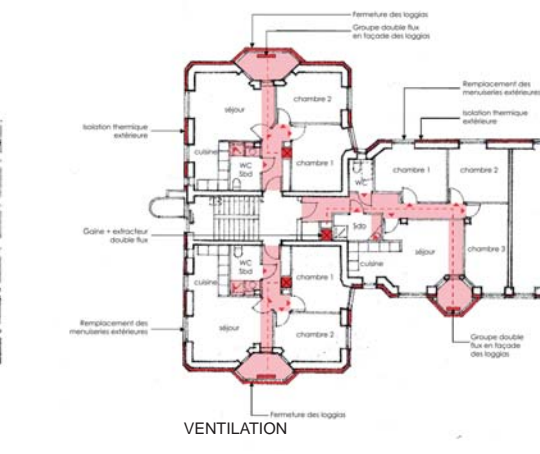 Fermeture des loggias
Groupe double flux
en façade des loggias
Remplacement des
menuiseries extérieures
Isolation thermique
extérieure
Isolation thermique
extérieure
séjour
chambre 2
cuisine
WC
Sbd
chambre 1
WC
chambre 1
chambre 2
Gaine + extracteur
double flux
Sdb
séjour
chambre 3
cuisine
WC
Sbd
cuisine
chambre 1
Remplacement des
menuiseries extérieures
séjour
chambre 2
Groupe double
flux en façade
des loggias
Fermeture des loggias
VENTILATION